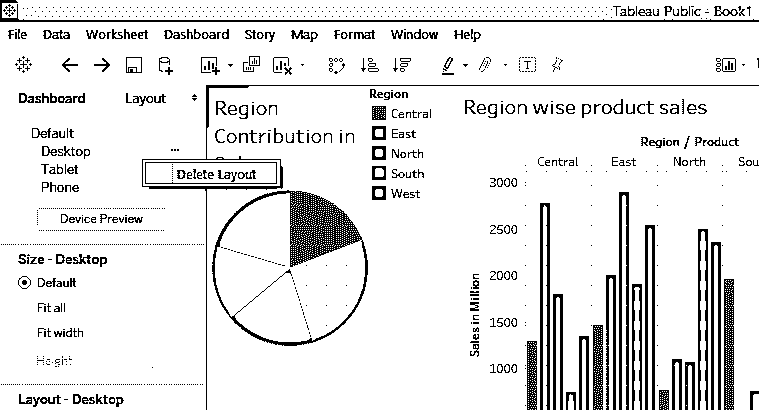 Tableau Public - Book1
File Data Worksheet Dashboard Story Map Format Window Help
Dashboard Layout
Default
Desktop
Tablet
Phone
Delete Layout
Device Preview
Size - Desktop
Default
Fit all
Fit width
Height
Layout - Desktop
Region
Contribution in
Region
Central
East
North
South
West
Region wise product sales
Region / Product
Central East North Sou
3000
2500
2000
1500
1000
Sales in Million